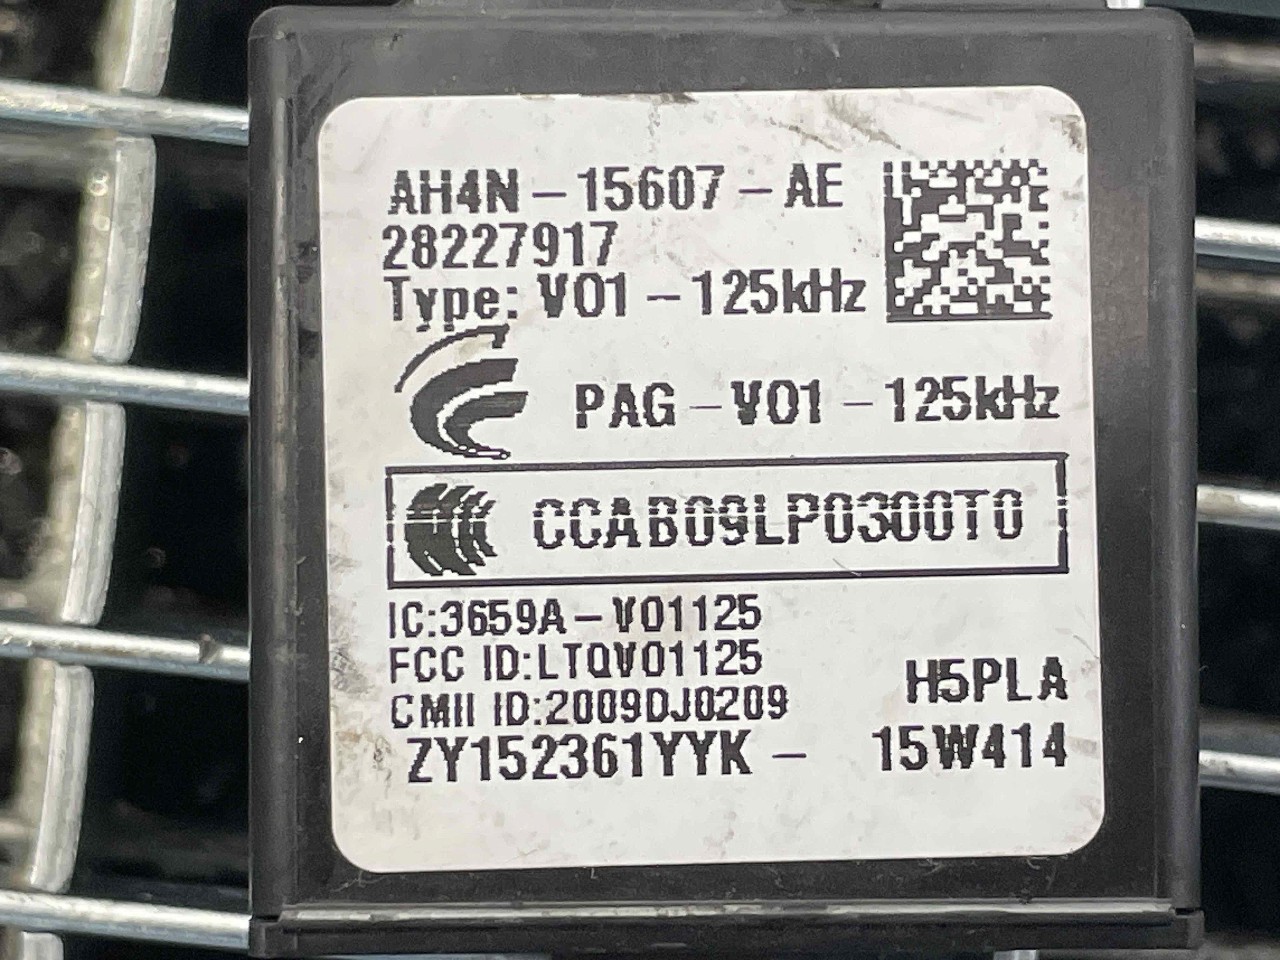 AH4N-15607-AE
28227917
Type: V01-125kHz
PAG-V01-125kHz
CCAB09LP0300T0
IC:3659A-V01125
FCC ID:LTQV01125
CMII ID:2009DJ0209
H5PLA
ZY152361YYK- 15W414